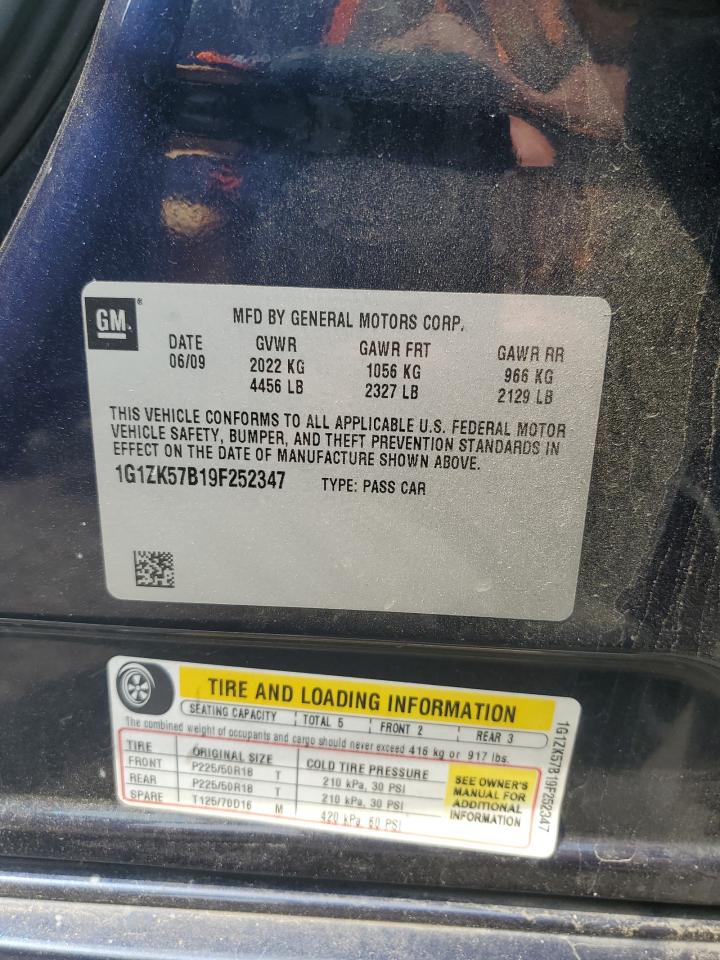 GM ®
MFD BY GENERAL MOTORS CORP.
DATE GVWR GAWR FRT GAWR RR
06/09 2022 KG 1056 KG 966 KG
4456 LB 2327 LB 2129 LB
THIS VEHICLE CONFORMS TO ALL APPLICABLE U.S. FEDERAL MOTOR
VEHICLE SAFETY, BUMPER, AND THEFT PREVENTION STANDARDS IN
EFFECT ON THE DATE OF MANUFACTURE SHOWN ABOVE.
1G1ZK57B19F252347 TYPE: PASS CAR
TIRE AND LOADING INFORMATION
SEATING CAPACITY TOTAL 5 FRONT 2 REAR 3
The combined weight of occupants and cargo should never exceed 416 kg or 917 lbs.
TIRE ORIGINAL SIZE COLD TIRE PRESSURE
FRONT P225/50R18 T 210 kPa, 30 PSI
REAR P225/50R18 T 210 kPa, 30 PSI
SPARE T125/70D16 M 420 kPa, 60 PSI
SEE OWNER'S
MANUAL FOR
ADDITIONAL
INFORMATION
1G1ZK57B19F252347